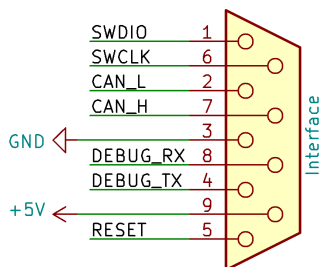 SWDIO 1
SWCLK 6
CAN_L 2
CAN_H 7
GND 3
DEBUG_RX 8
DEBUG_TX 4
+5V 9
RESET 5
Interface